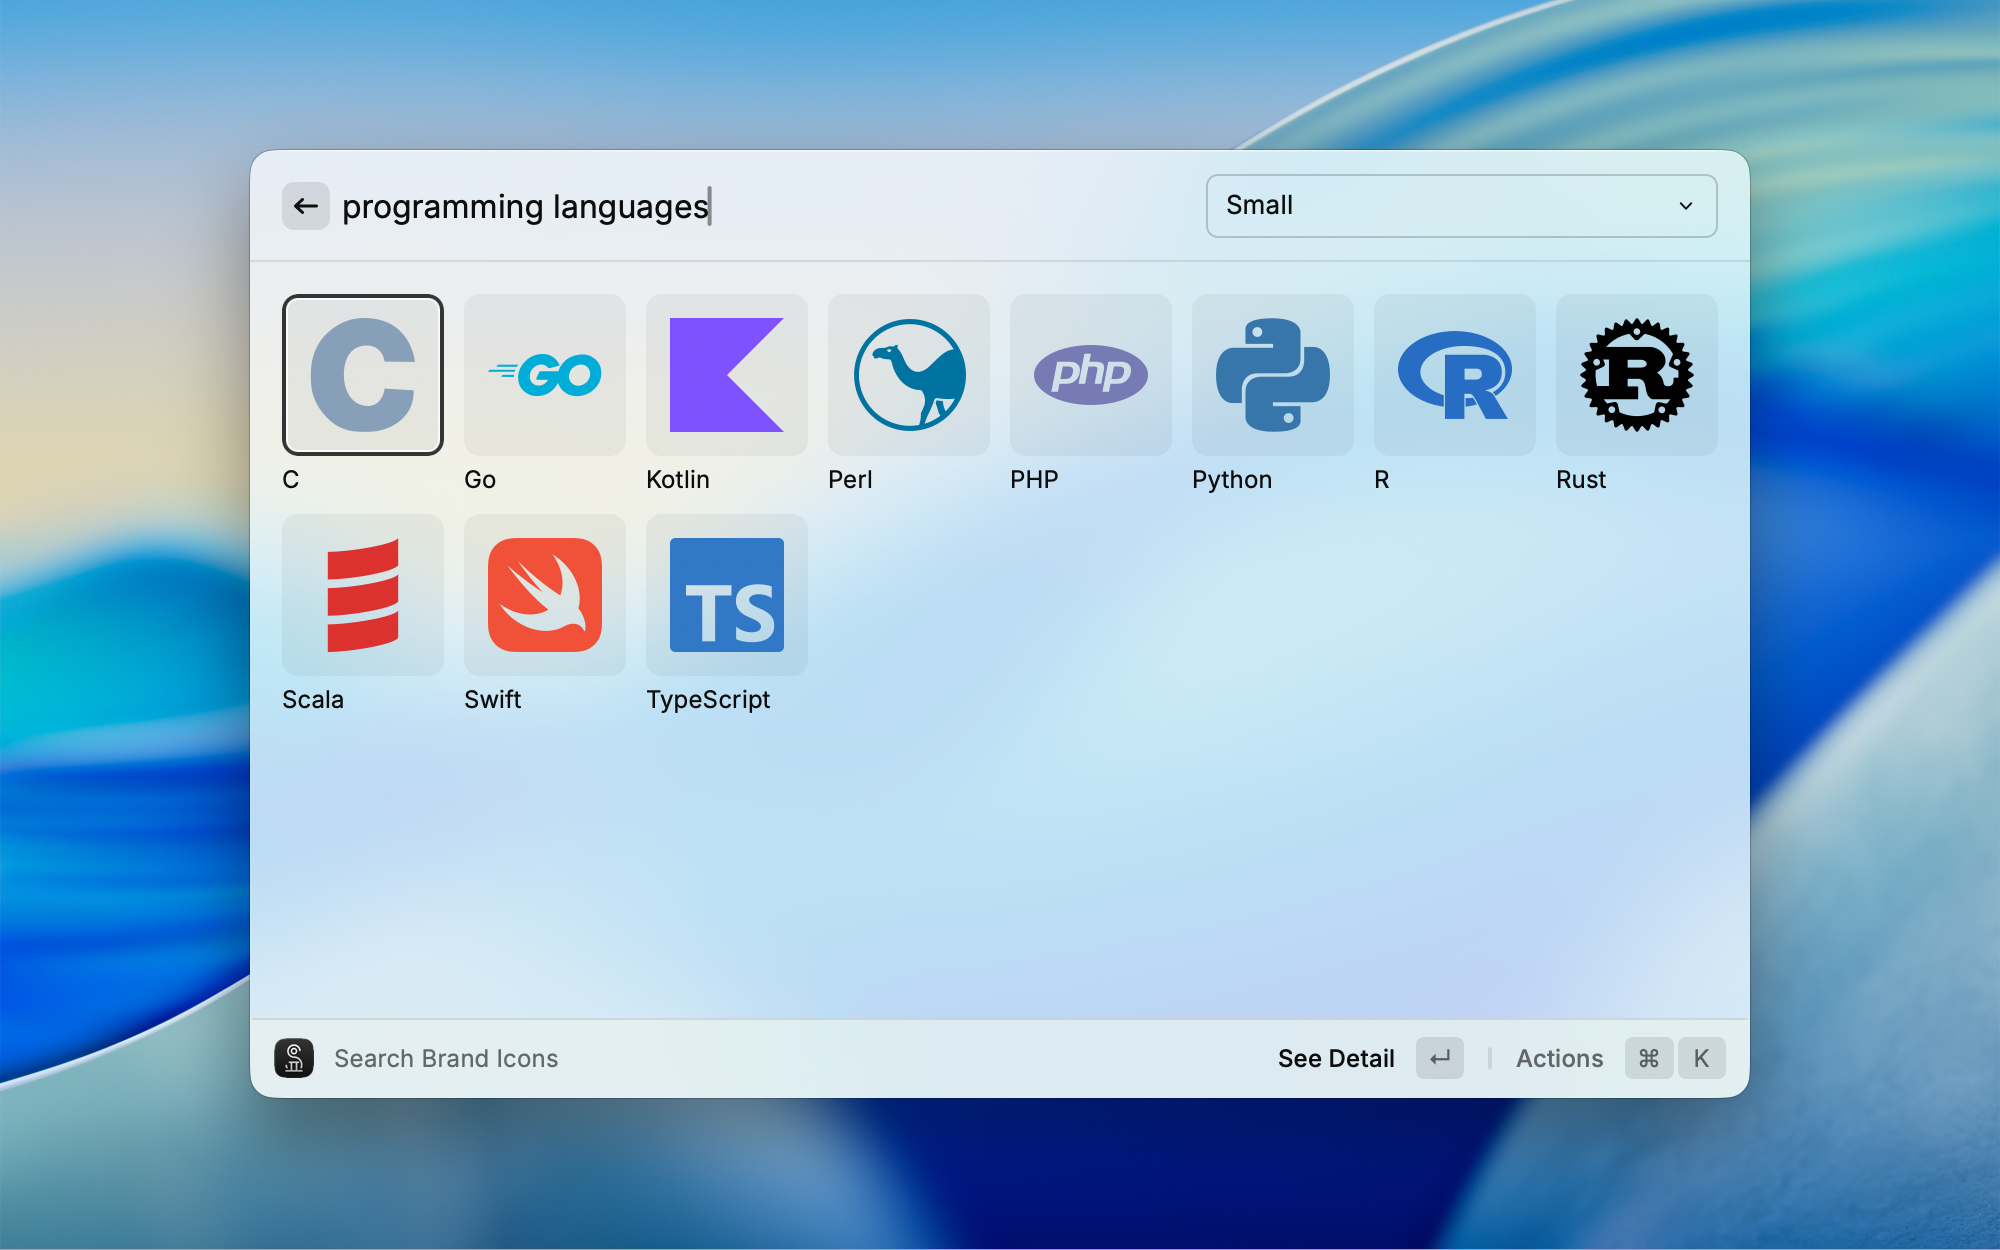 programming languages
Small
C
GO
php
R
R
C
Go
Kotlin
Perl
PHP
Python
R
Rust
TS
Scala
Swift
TypeScript
Search Brand Icons
See Detail
Actions
⌘
K